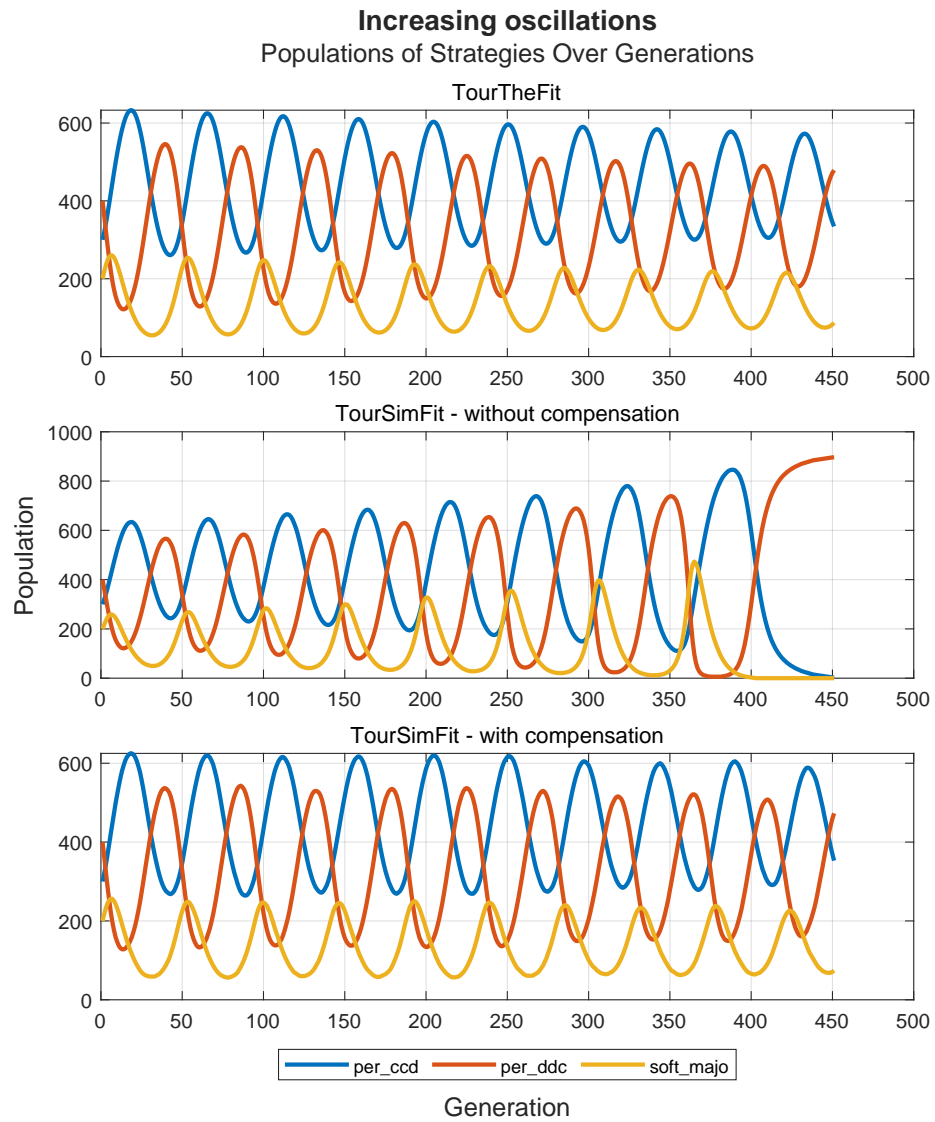 Increasing oscillations
Populations of Strategies Over Generations
TourTheFit
600
400
200
0
0 50 100 150 200 250 300 350 400 450 500
TourSimFit - without compensation
1000
800
600
400
200
0
0 50 100 150 200 250 300 350 400 450 500
Population
TourSimFit - with compensation
600
400
200
0
0 50 100 150 200 250 300 350 400 450 500
per_ccd per_ddc soft_majo
Generation